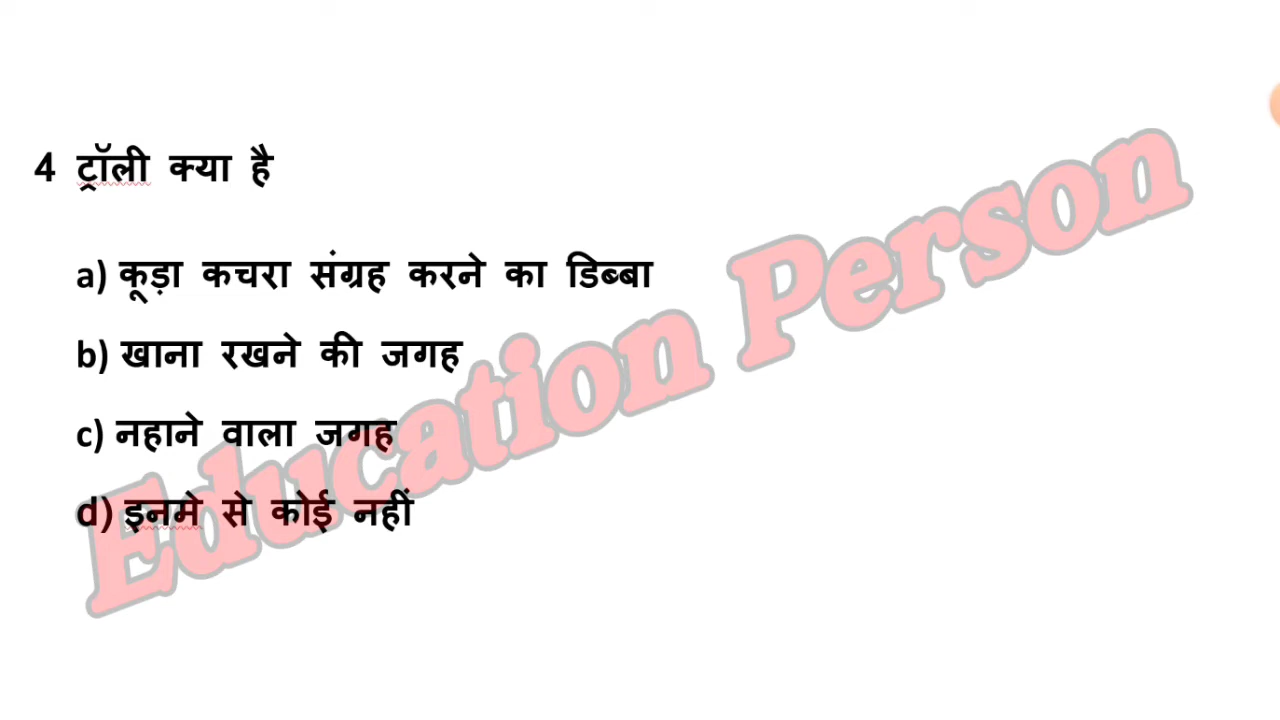 4 ट्रॉली क्या है
a) कूड़ा कचरा संग्रह करने का डिब्बा
b) खाना रखने की जगह
c) नहाने वाला जगह
d) इनमे से कोई नहीं
Education Person